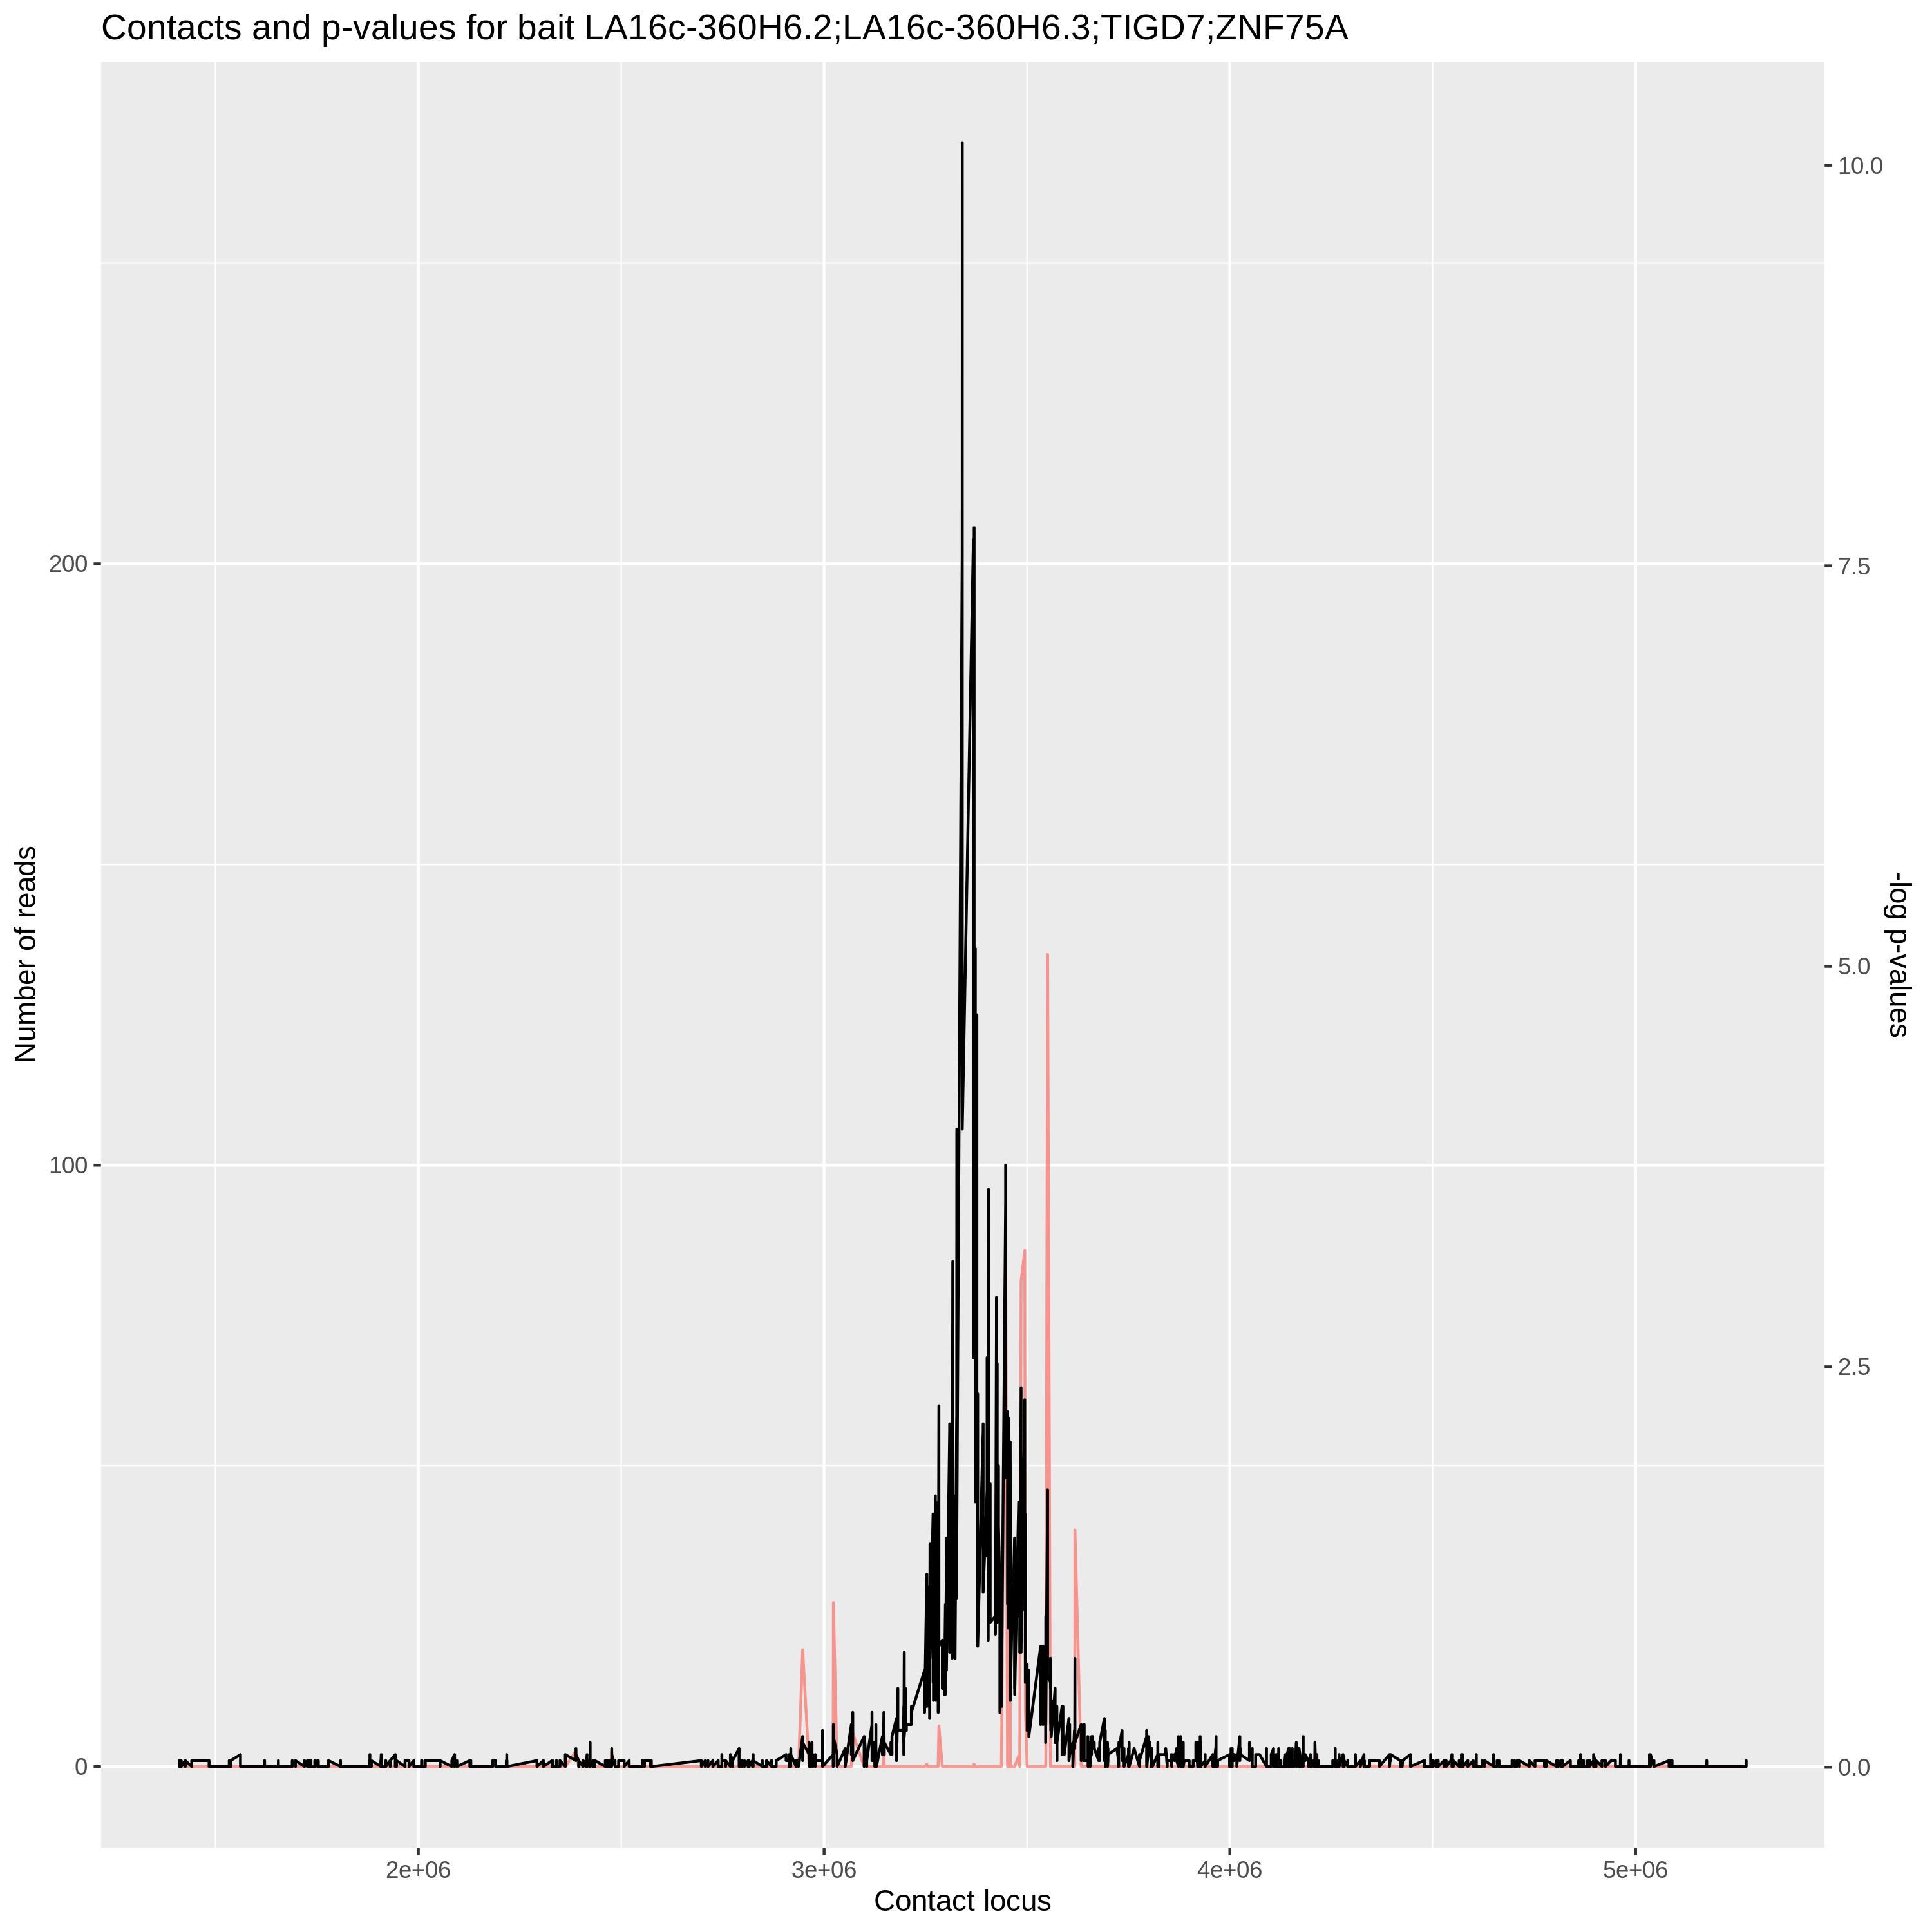 Contacts and p-values for bait LA16c-360H6.2;LA16c-360H6.3;TIGD7;ZNF75A
10.0
200
7.5
Number of reads
-log p-values
5.0
100
2.5
0
0.0
2e+06
3e+06
4e+06
5e+06
Contact locus